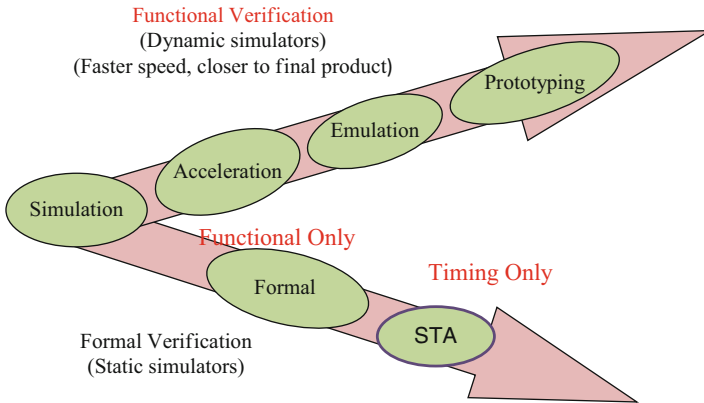 Functional Verification
(Dynamic simulators)
(Faster speed, closer to final product)
Prototyping
Emulation
Acceleration
Simulation
Functional Only
Formal
Timing Only
STA
Formal Verification
(Static simulators)